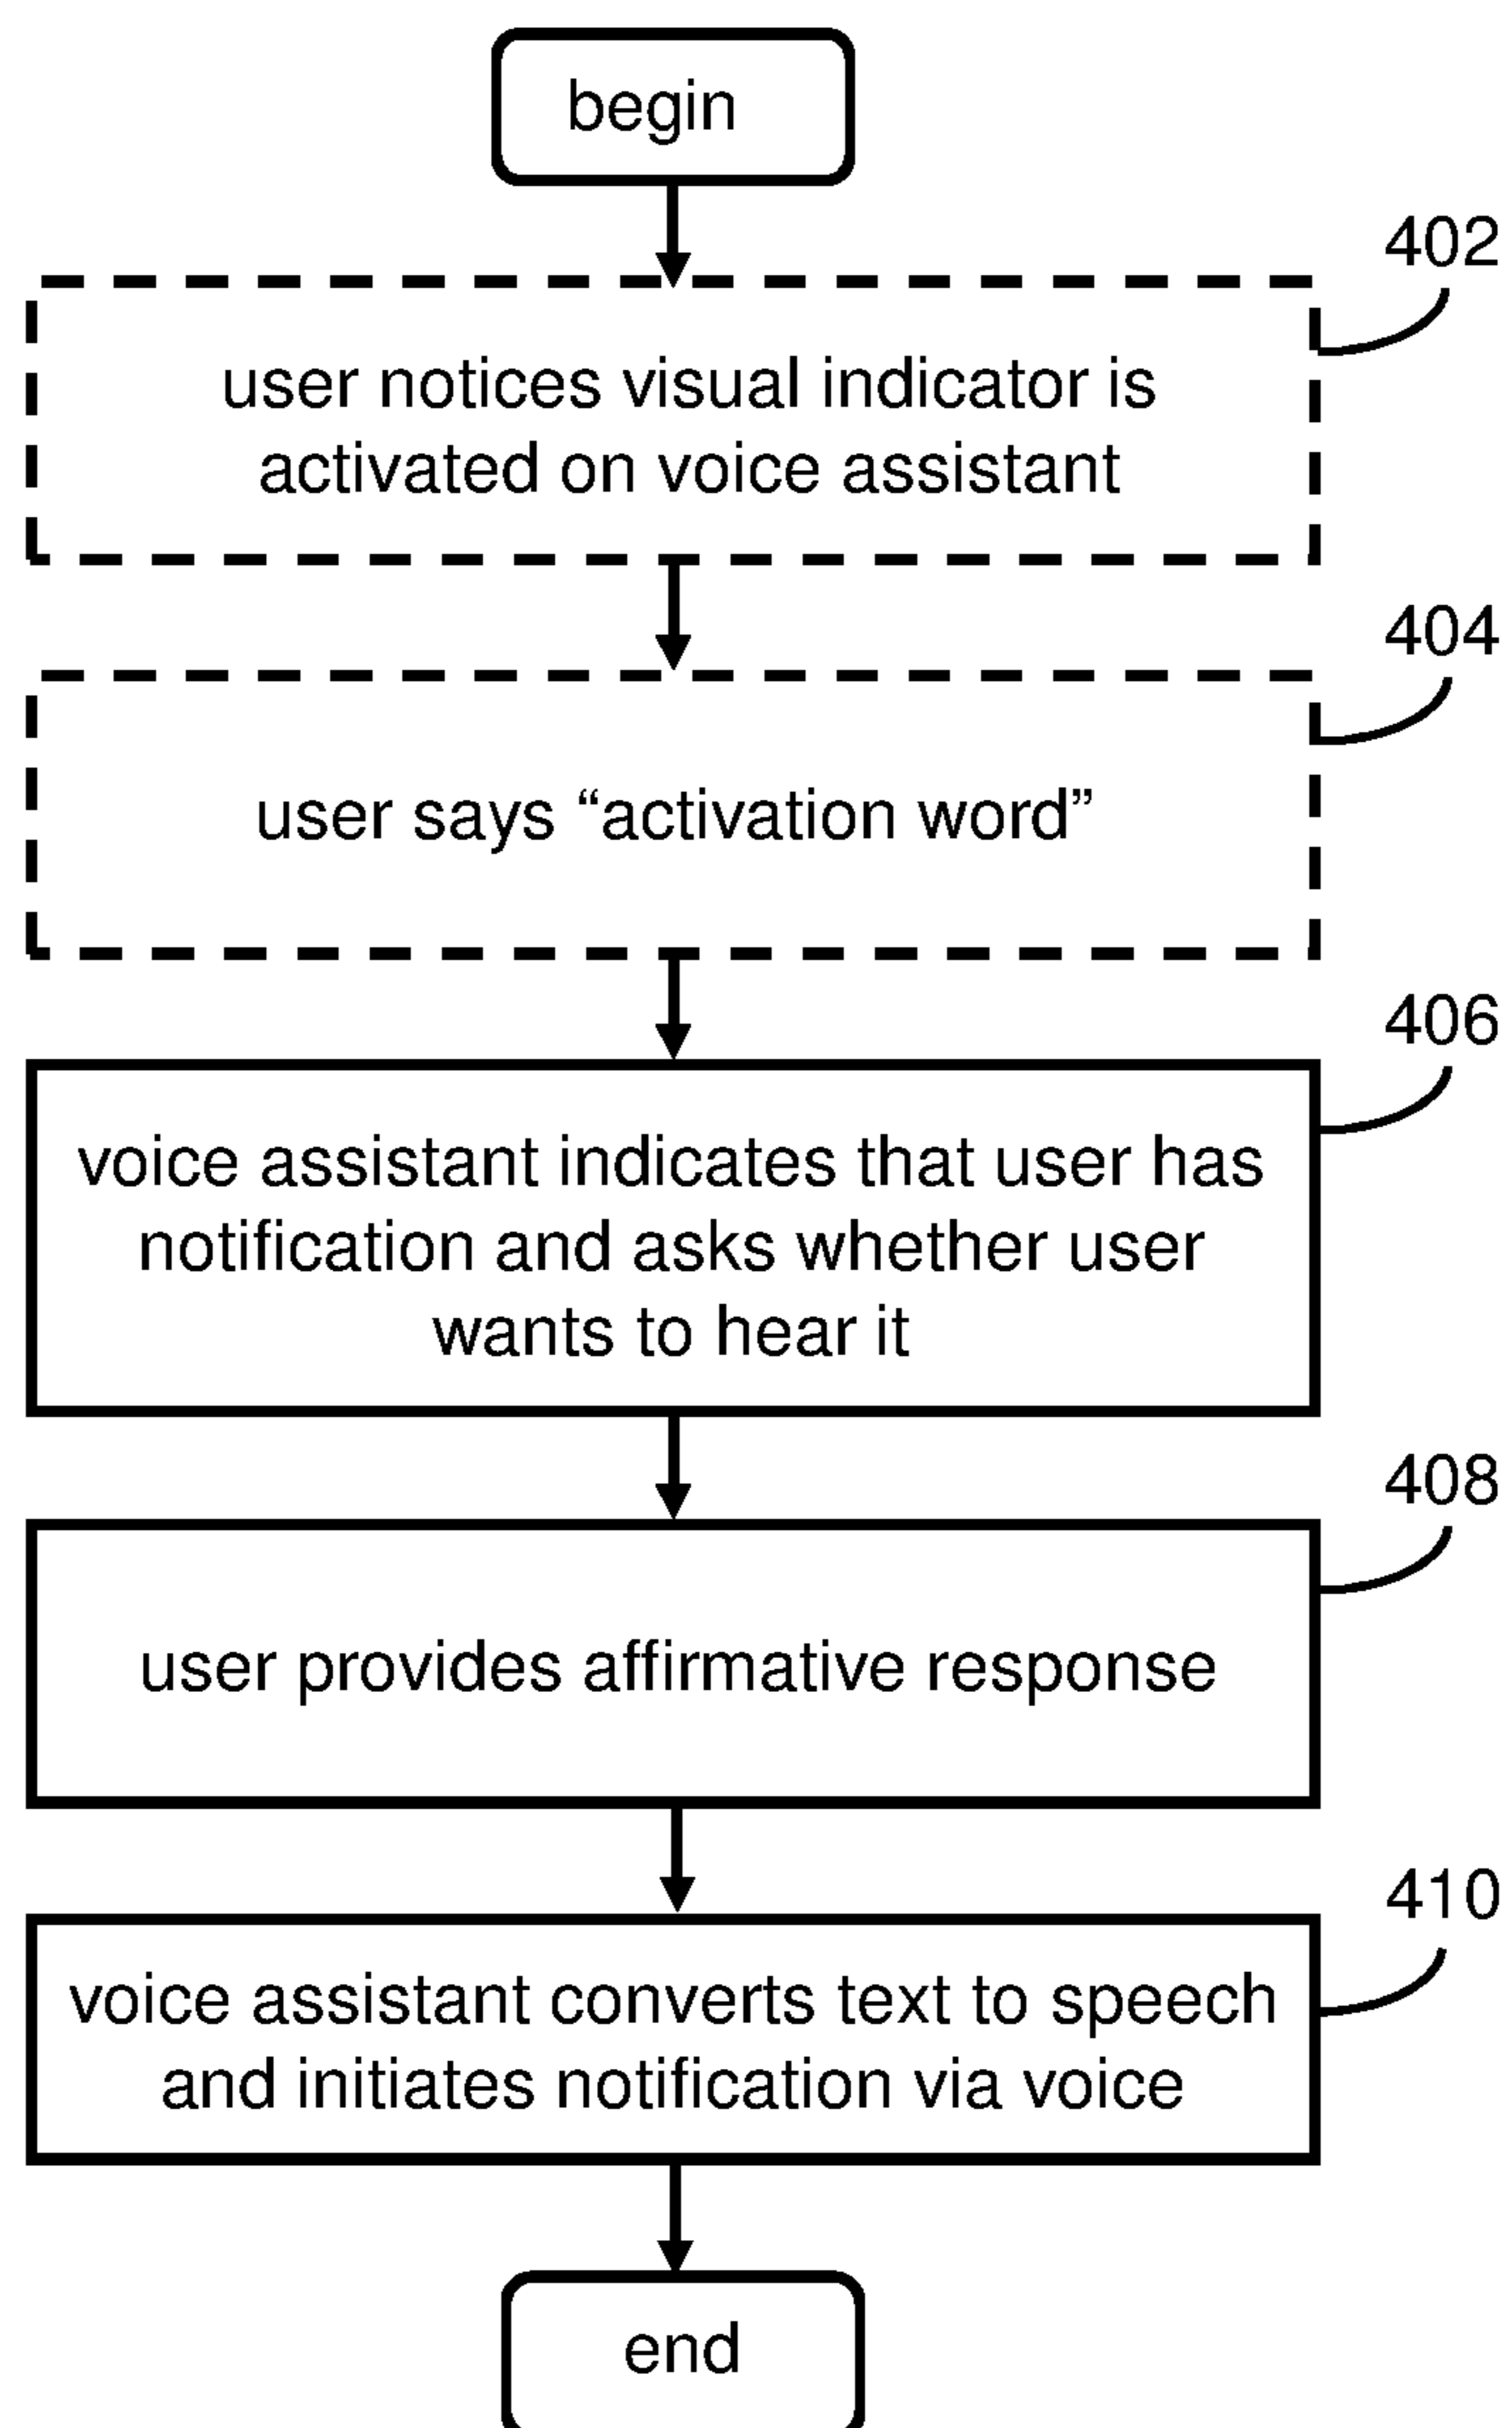 begin
402
user notices visual indicator is
activated on voice assistant
404
user says “activation word”
406
voice assistant indicates that user has
notification and asks whether user
wants to hear it
408
user provides affirmative response
410
voice assistant converts text to speech
and initiates notification via voice
end